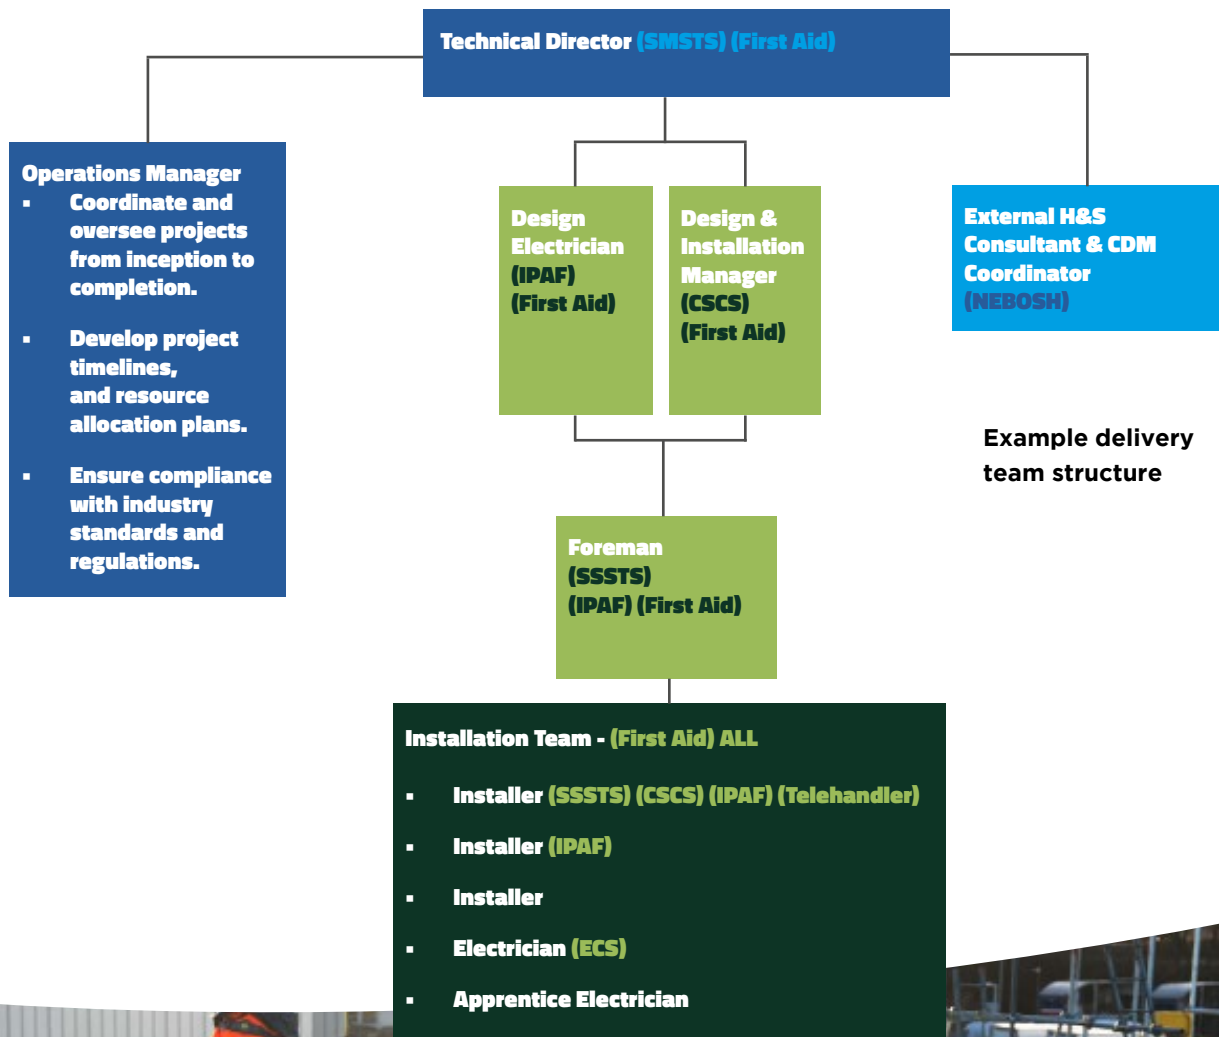 Technical Director (SMSTS) (First Aid)
Operations Manager
▪ Coordinate and
oversee projects
from inception to
completion.
▪ Develop project
timelines,
and resource
allocation plans.
▪ Ensure compliance
with industry
standards and
regulations.
Design
Electrician
(IPAF)
(First Aid)
Design &
Installation
Manager
(CSCS)
(First Aid)
External H&S
Consultant & CDM
Coordinator
(NEBOSH)
Example delivery
team structure
Foreman
(SSSTS)
(IPAF) (First Aid)
Installation Team - (First Aid) ALL
▪ Installer (SSSTS) (CSCS) (IPAF) (Telehandler)
▪ Installer (IPAF)
▪ Installer
▪ Electrician (ECS)
▪ Apprentice Electrician